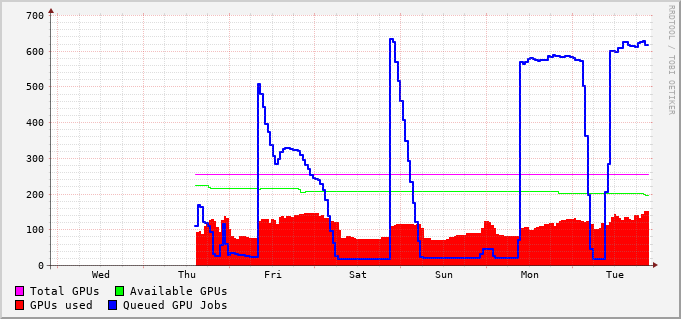 700
600
500
400
300
200
100
0
Wed Thu Fri Sat Sun Mon Tue
Total GPUs Available GPUs
GPUs used Queued GPU Jobs
RRDTOOL / TOBI OETIKER